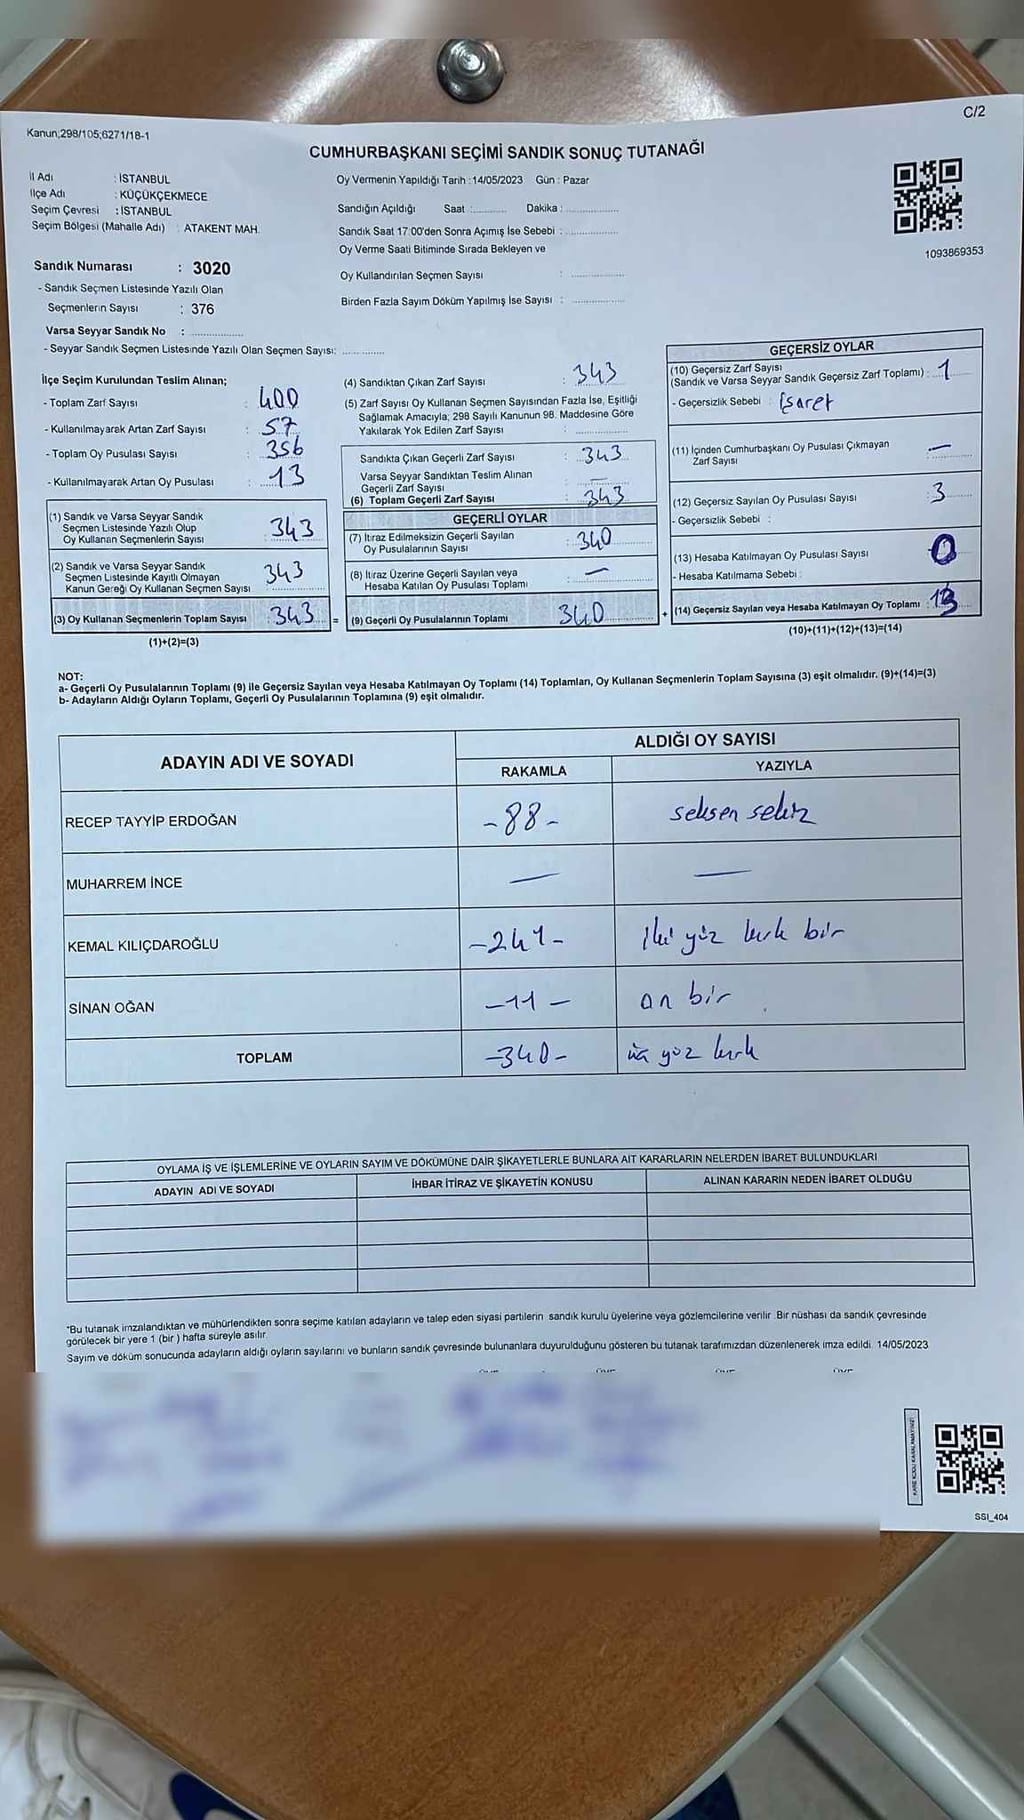 C/2
Kanun;298/105;6271/18-1
CUMHURBAŞKANI SEÇİMİ SANDIK SONUÇ TUTANAĞI
İl Adı : İSTANBUL
İlçe Adı : KÜÇÜKÇEKMECE
Seçim Çevresi : İSTANBUL
Seçim Bölgesi (Mahalle Adı) : ATAKENT MAH.
Sandık Numarası : 3020
- Sandık Seçmen Listesinde Yazılı Olan
Seçmenlerin Sayısı : 376
Varsa Seyyar Sandık No : ..............
- Seyyar Sandık Seçmen Listesinde Yazılı Olan Seçmen Sayısı: ............
Oy Vermenin Yapıldığı Tarih :14/05/2023 Gün : Pazar
Sandığın Açıldığı Saat :.......... Dakika : ................
Sandık Saat 17:00'den Sonra Açımış İse Sebebi : ................
Oy Verme Saati Bitiminde Sırada Bekleyen ve
Oy Kullandırılan Seçmen Sayısı : ................
Birden Fazla Sayım Döküm Yapılmış İse Sayısı : ................
1093869353
İlçe Seçim Kurulundan Teslim Alınan;
- Toplam Zarf Sayısı : 400
- Kullanılmayarak Artan Zarf Sayısı : 57
- Toplam Oy Pusulası Sayısı : 356
- Kullanılmayarak Artan Oy Pusulası : 13
(1) Sandık ve Varsa Seyyar Sandık
Seçmen Listesinde Yazılı Olup
Oy Kullanan Seçmenlerin Sayısı : 343
(2) Sandık ve Varsa Seyyar Sandık
Seçmen Listesinde Kayıtlı Olmayan
Kanun Gereği Oy Kullanan Seçmen Sayısı : 343
(3) Oy Kullanan Seçmenlerin Toplam Sayısı : 343 =
(1)+(2)=(3)
(4) Sandıktan Çıkan Zarf Sayısı : 343
(5) Zarf Sayısı Oy Kullanan Seçmen Sayısından Fazla İse, Eşitliği
Sağlamak Amacıyla; 298 Sayılı Kanunun 98. Maddesine Göre
Yakılarak Yok Edilen Zarf Sayısı : ................
Sandıkta Çıkan Geçerli Zarf Sayısı : 343
Varsa Seyyar Sandıktan Teslim Alınan
Geçerli Zarf Sayısı : —
(6) Toplam Geçerli Zarf Sayısı : 343
GEÇERLİ OYLAR
(7) İtiraz Edilmeksizin Geçerli Sayılan
Oy Pusulalarının Sayısı : 340
(8) İtiraz Üzerine Geçerli Sayılan veya
Hesaba Katılan Oy Pusulası Toplamı : —
(9) Geçerli Oy Pusulalarının Toplamı : 340 +
GEÇERSİZ OYLAR
(10) Geçersiz Zarf Sayısı
(Sandık ve Varsa Seyyar Sandık Geçersiz Zarf Toplamı) : 1
- Geçersizlik Sebebi : İşaret
(11) İçinden Cumhurbaşkanı Oy Pusulası Çıkmayan
Zarf Sayısı : —
(12) Geçersiz Sayılan Oy Pusulası Sayısı : 3
- Geçersizlik Sebebi :
(13) Hesaba Katılmayan Oy Pusulası Sayısı : 0
- Hesaba Katılmama Sebebi :
(14) Geçersiz Sayılan veya Hesaba Katılmayan Oy Toplamı :
(10)+(11)+(12)+(13)=(14)
NOT:
a- Geçerli Oy Pusulalarının Toplamı (9) ile Geçersiz Sayılan veya Hesaba Katılmayan Oy Toplamı (14) Toplamları, Oy Kullanan Seçmenlerin Toplam Sayısına (3) eşit olmalıdır. (9)+(14)=(3)
b- Adayların Aldığı Oyların Toplamı, Geçerli Oy Pusulalarının Toplamına (9) eşit olmalıdır.
ADAYIN ADI VE SOYADI
ALDIĞI OY SAYISI
RAKAMLA YAZIYLA
RECEP TAYYİP ERDOĞAN -88- seksen sekiz
MUHARREM İNCE — —
KEMAL KILIÇDAROĞLU -241- iki yüz kırk bir
SİNAN OĞAN -11- on bir
TOPLAM -340- üç yüz kırk
OYLAMA İŞ VE İŞLEMLERİNE VE OYLARIN SAYIM VE DÖKÜMÜNE DAİR ŞİKAYETLERLE BUNLARA AİT KARARLARIN NELERDEN İBARET BULUNDUKLARI
ADAYIN ADI VE SOYADI İHBAR İTİRAZ VE ŞİKAYETİN KONUSU ALINAN KARARIN NEDEN İBARET OLDUĞU
*Bu tutanak imzalandıktan ve mühürlendikten sonra seçime katılan adayların ve talep eden siyasi partilerin sandık kurulu üyelerine veya gözlemcilerine verilir. Bir nüshası da sandık çevresinde
görülecek bir yere 1 (bir) hafta süreyle asılır.
Sayım ve döküm sonucunda adayların aldığı oyların sayılarını ve bunların sandık çevresinde bulunanlara duyurulduğunu gösteren bu tutanak tarafımızdan düzenlenerek imza edildi. 14/05/2023
SSI_404